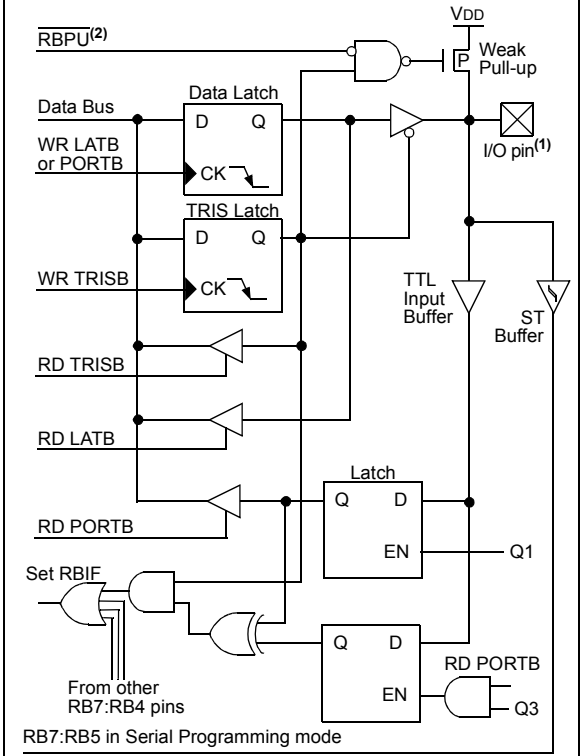 VDD
RBPU(2)
P
Weak
Pull-up
Data Bus
Data Latch
D Q
I/O pin(1)
WR LATB
or PORTB
CK
TRIS Latch
D Q
WR TRISB
CK
TTL
Input
Buffer
ST
Buffer
RD TRISB
RD LATB
Latch
Q D
RD PORTB
EN
Q1
Set RBIF
Q D
RD PORTB
EN
Q3
From other
RB7:RB4 pins
RB7:RB5 in Serial Programming mode